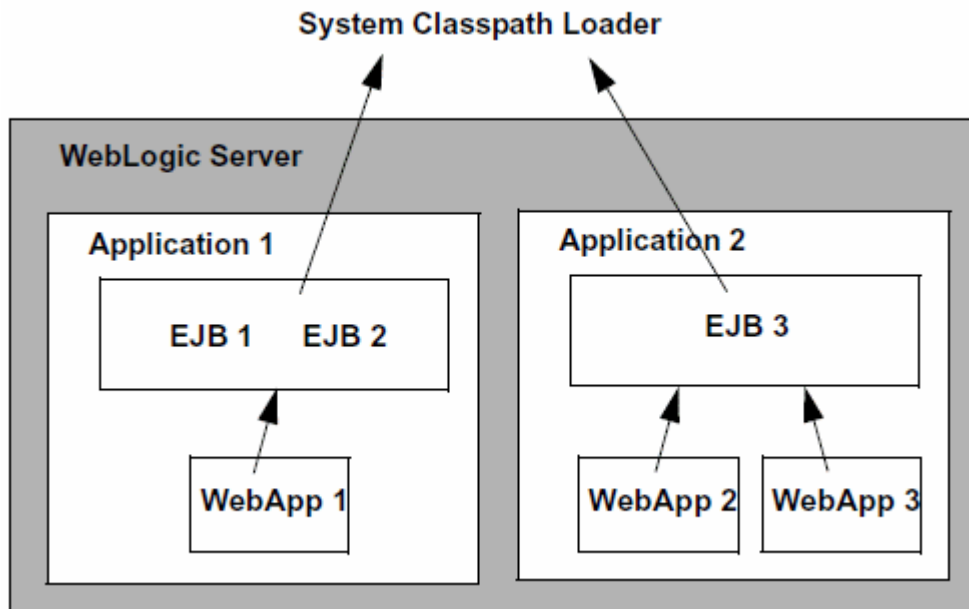 System Classpath Loader
WebLogic Server
Application 1
EJB 1 EJB 2
WebApp 1
Application 2
EJB 3
WebApp 2
WebApp 3